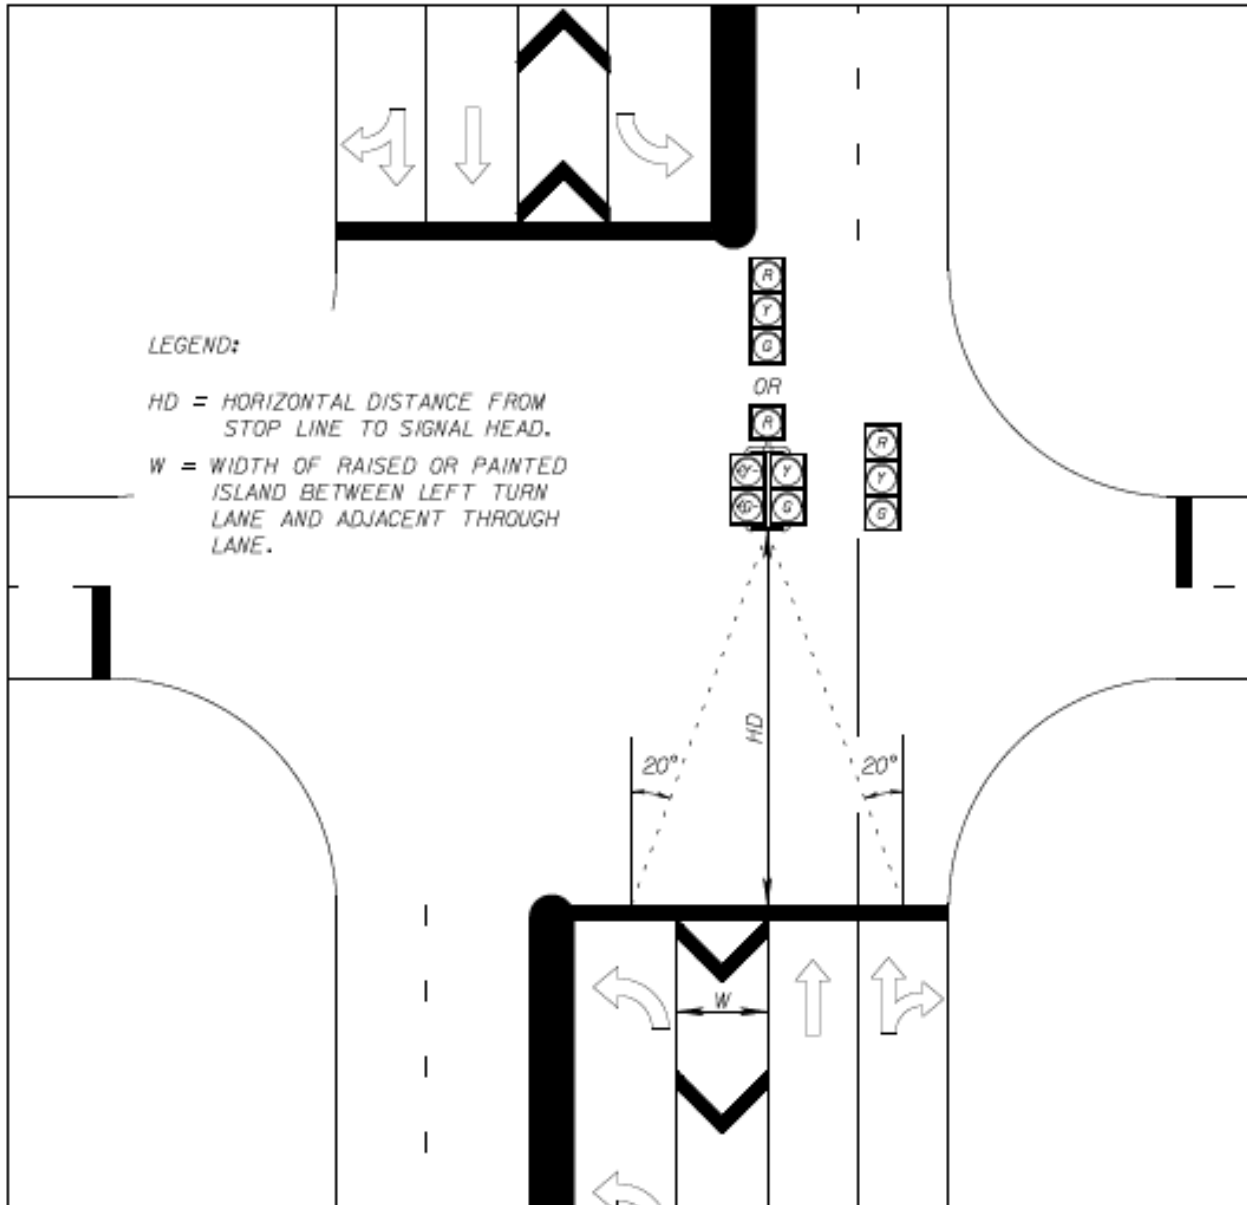 R
Y
G
LEGEND:
OR
HD = HORIZONTAL DISTANCE FROM
STOP LINE TO SIGNAL HEAD.
R
R
W = WIDTH OF RAISED OR PAINTED
ISLAND BETWEEN LEFT TURN
LANE AND ADJACENT THROUGH
LANE.
Y
Y
Y
G
G
G
HD
20°
20°
W